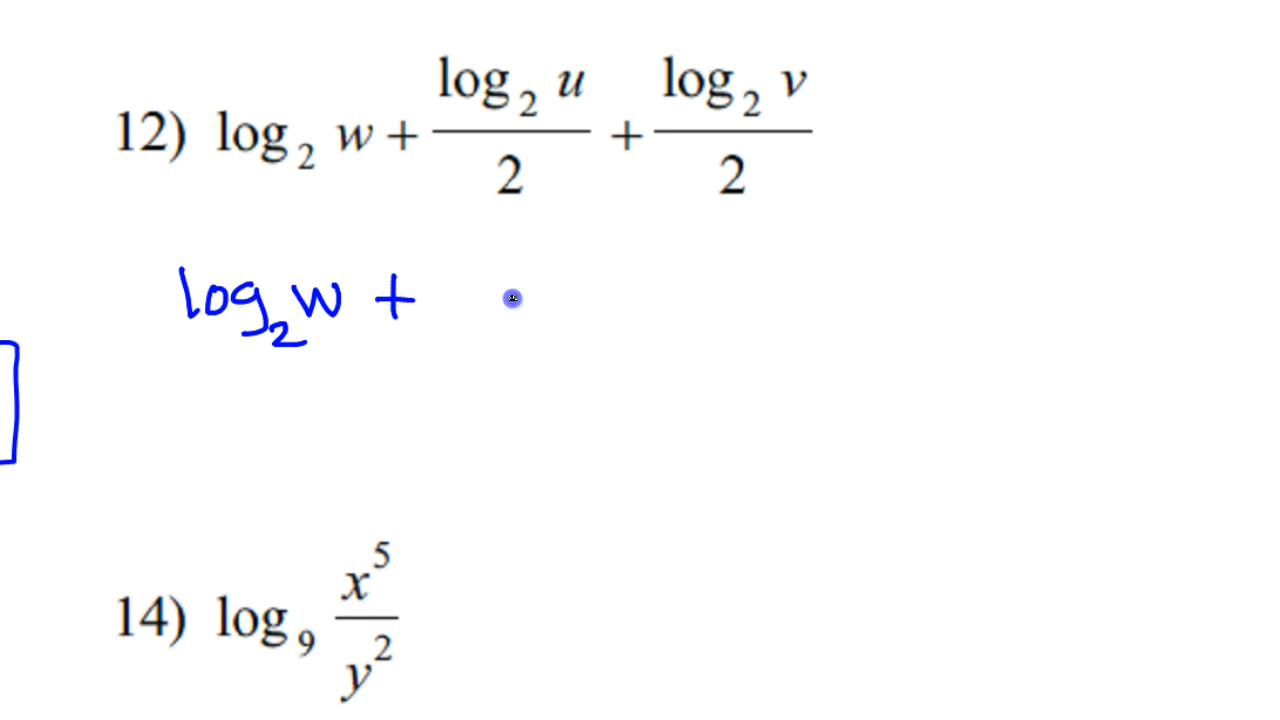 12) log₂ w + (log₂ u)/2 + (log₂ v)/2
log₂w +
14) log₉ x⁵/y²